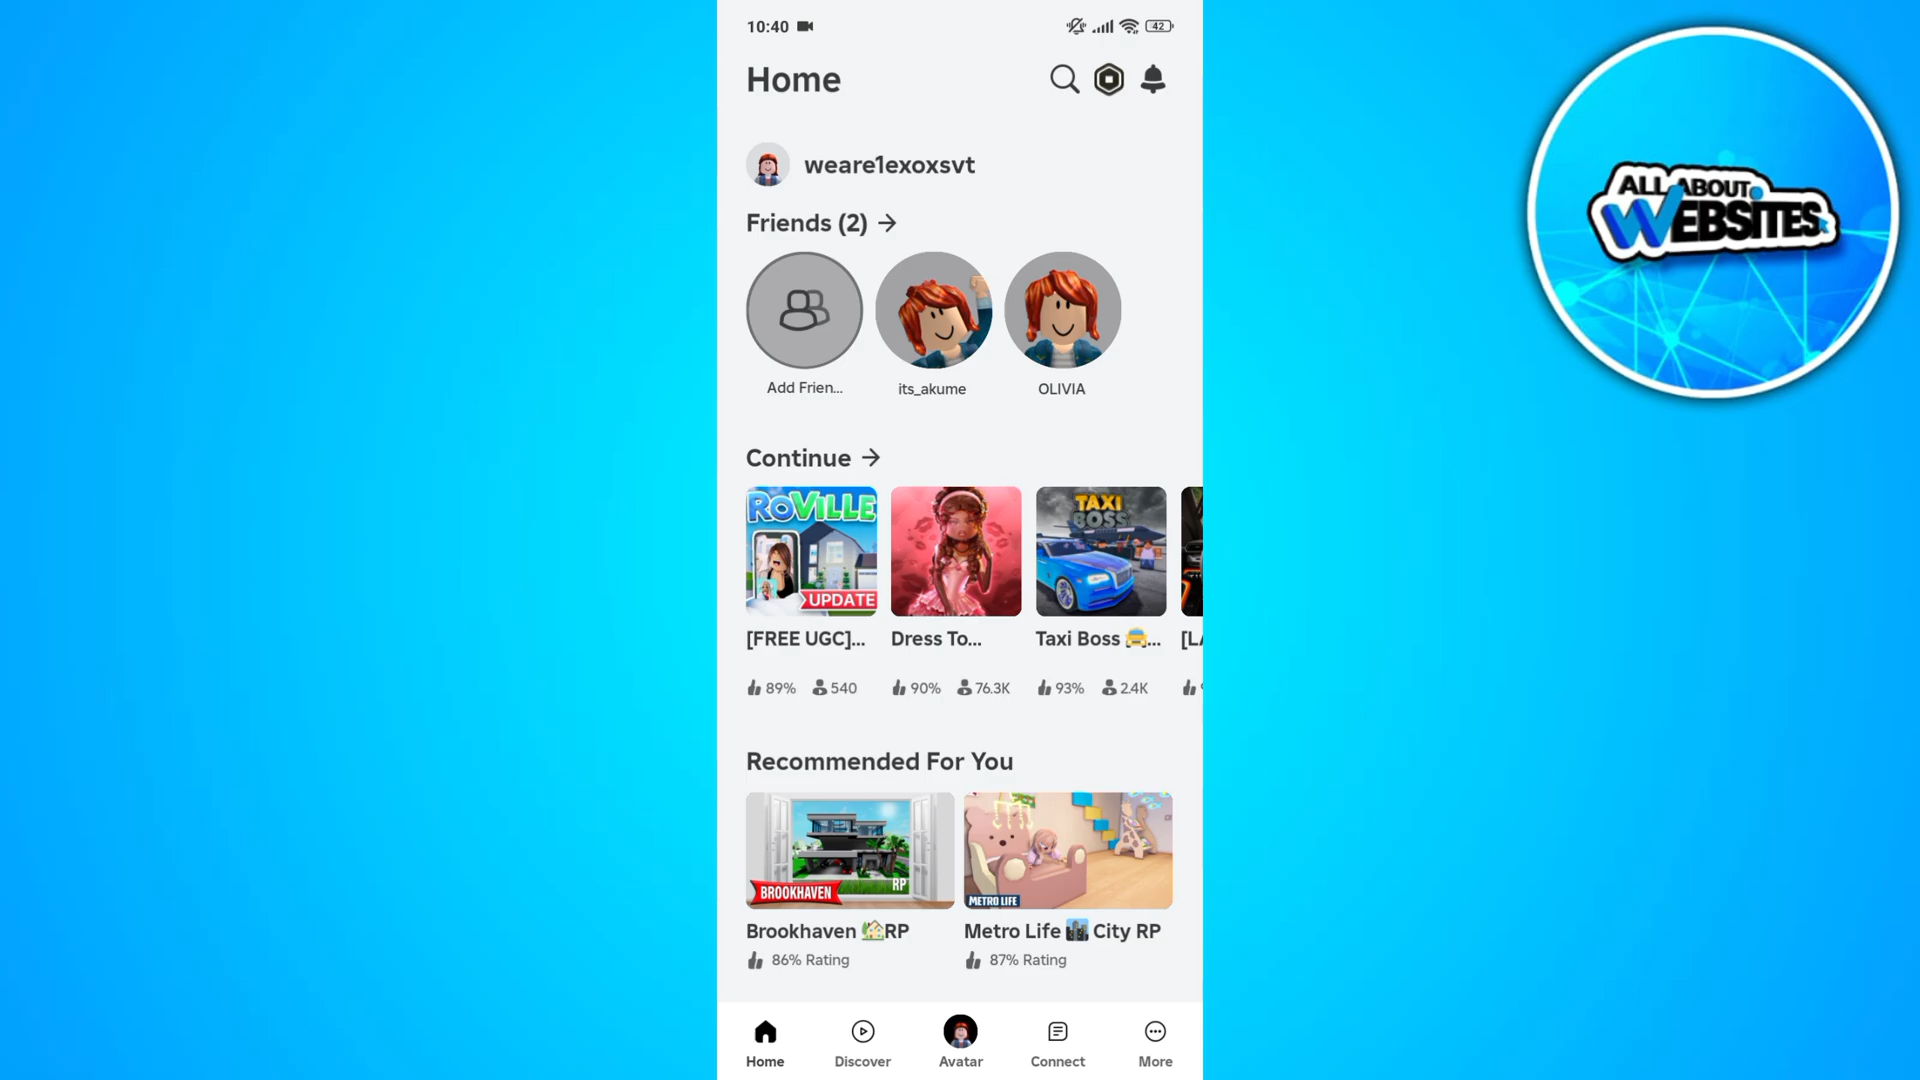 10:40
42
Home
weare1exoxsvt
Friends (2)
Add Frien...
its_akume
OLIVIA
Continue
ROVILLE
UPDATE
TAXI
BOSS
[FREE UGC]...
Dress To...
Taxi Boss 🚕...
[LA
89% 540
90% 76.3K
93% 2.4K
Recommended For You
BROOKHAVEN
RP
METRO LIFE
Brookhaven 🏡RP
Metro Life 🏙️ City RP
86% Rating
87% Rating
Home
Discover
Avatar
Connect
More
ALL ABOUT
WEBSITES